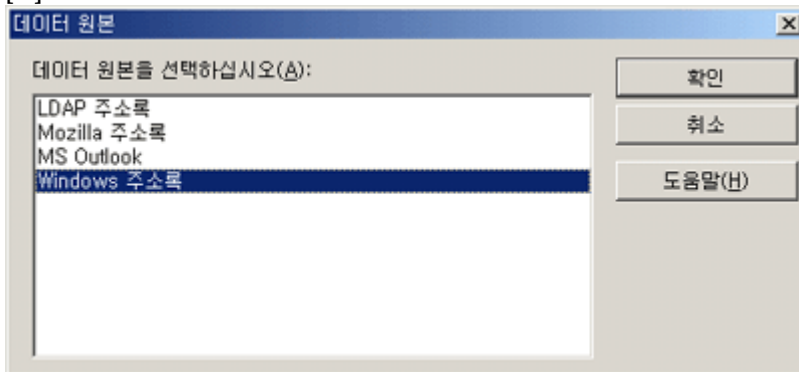 데이터 원본
데이터 원본을 선택하십시오(A):
LDAP 주소록
Mozilla 주소록
MS Outlook
Windows 주소록
확인
취소
도움말(H)